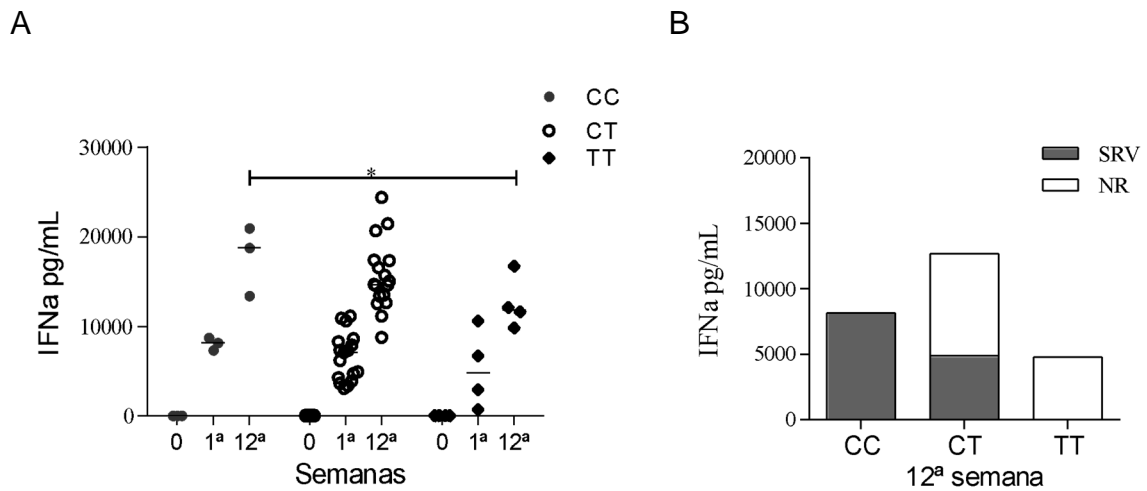 A
CC
CT
TT
30000
20000
10000
0
*
IFNa pg/mL
0 1ª 12ª 0 1ª 12ª 0 1ª 12ª
Semanas
B
SRV
NR
20000
15000
10000
5000
0
IFNa pg/mL
CC CT TT
12ª semana